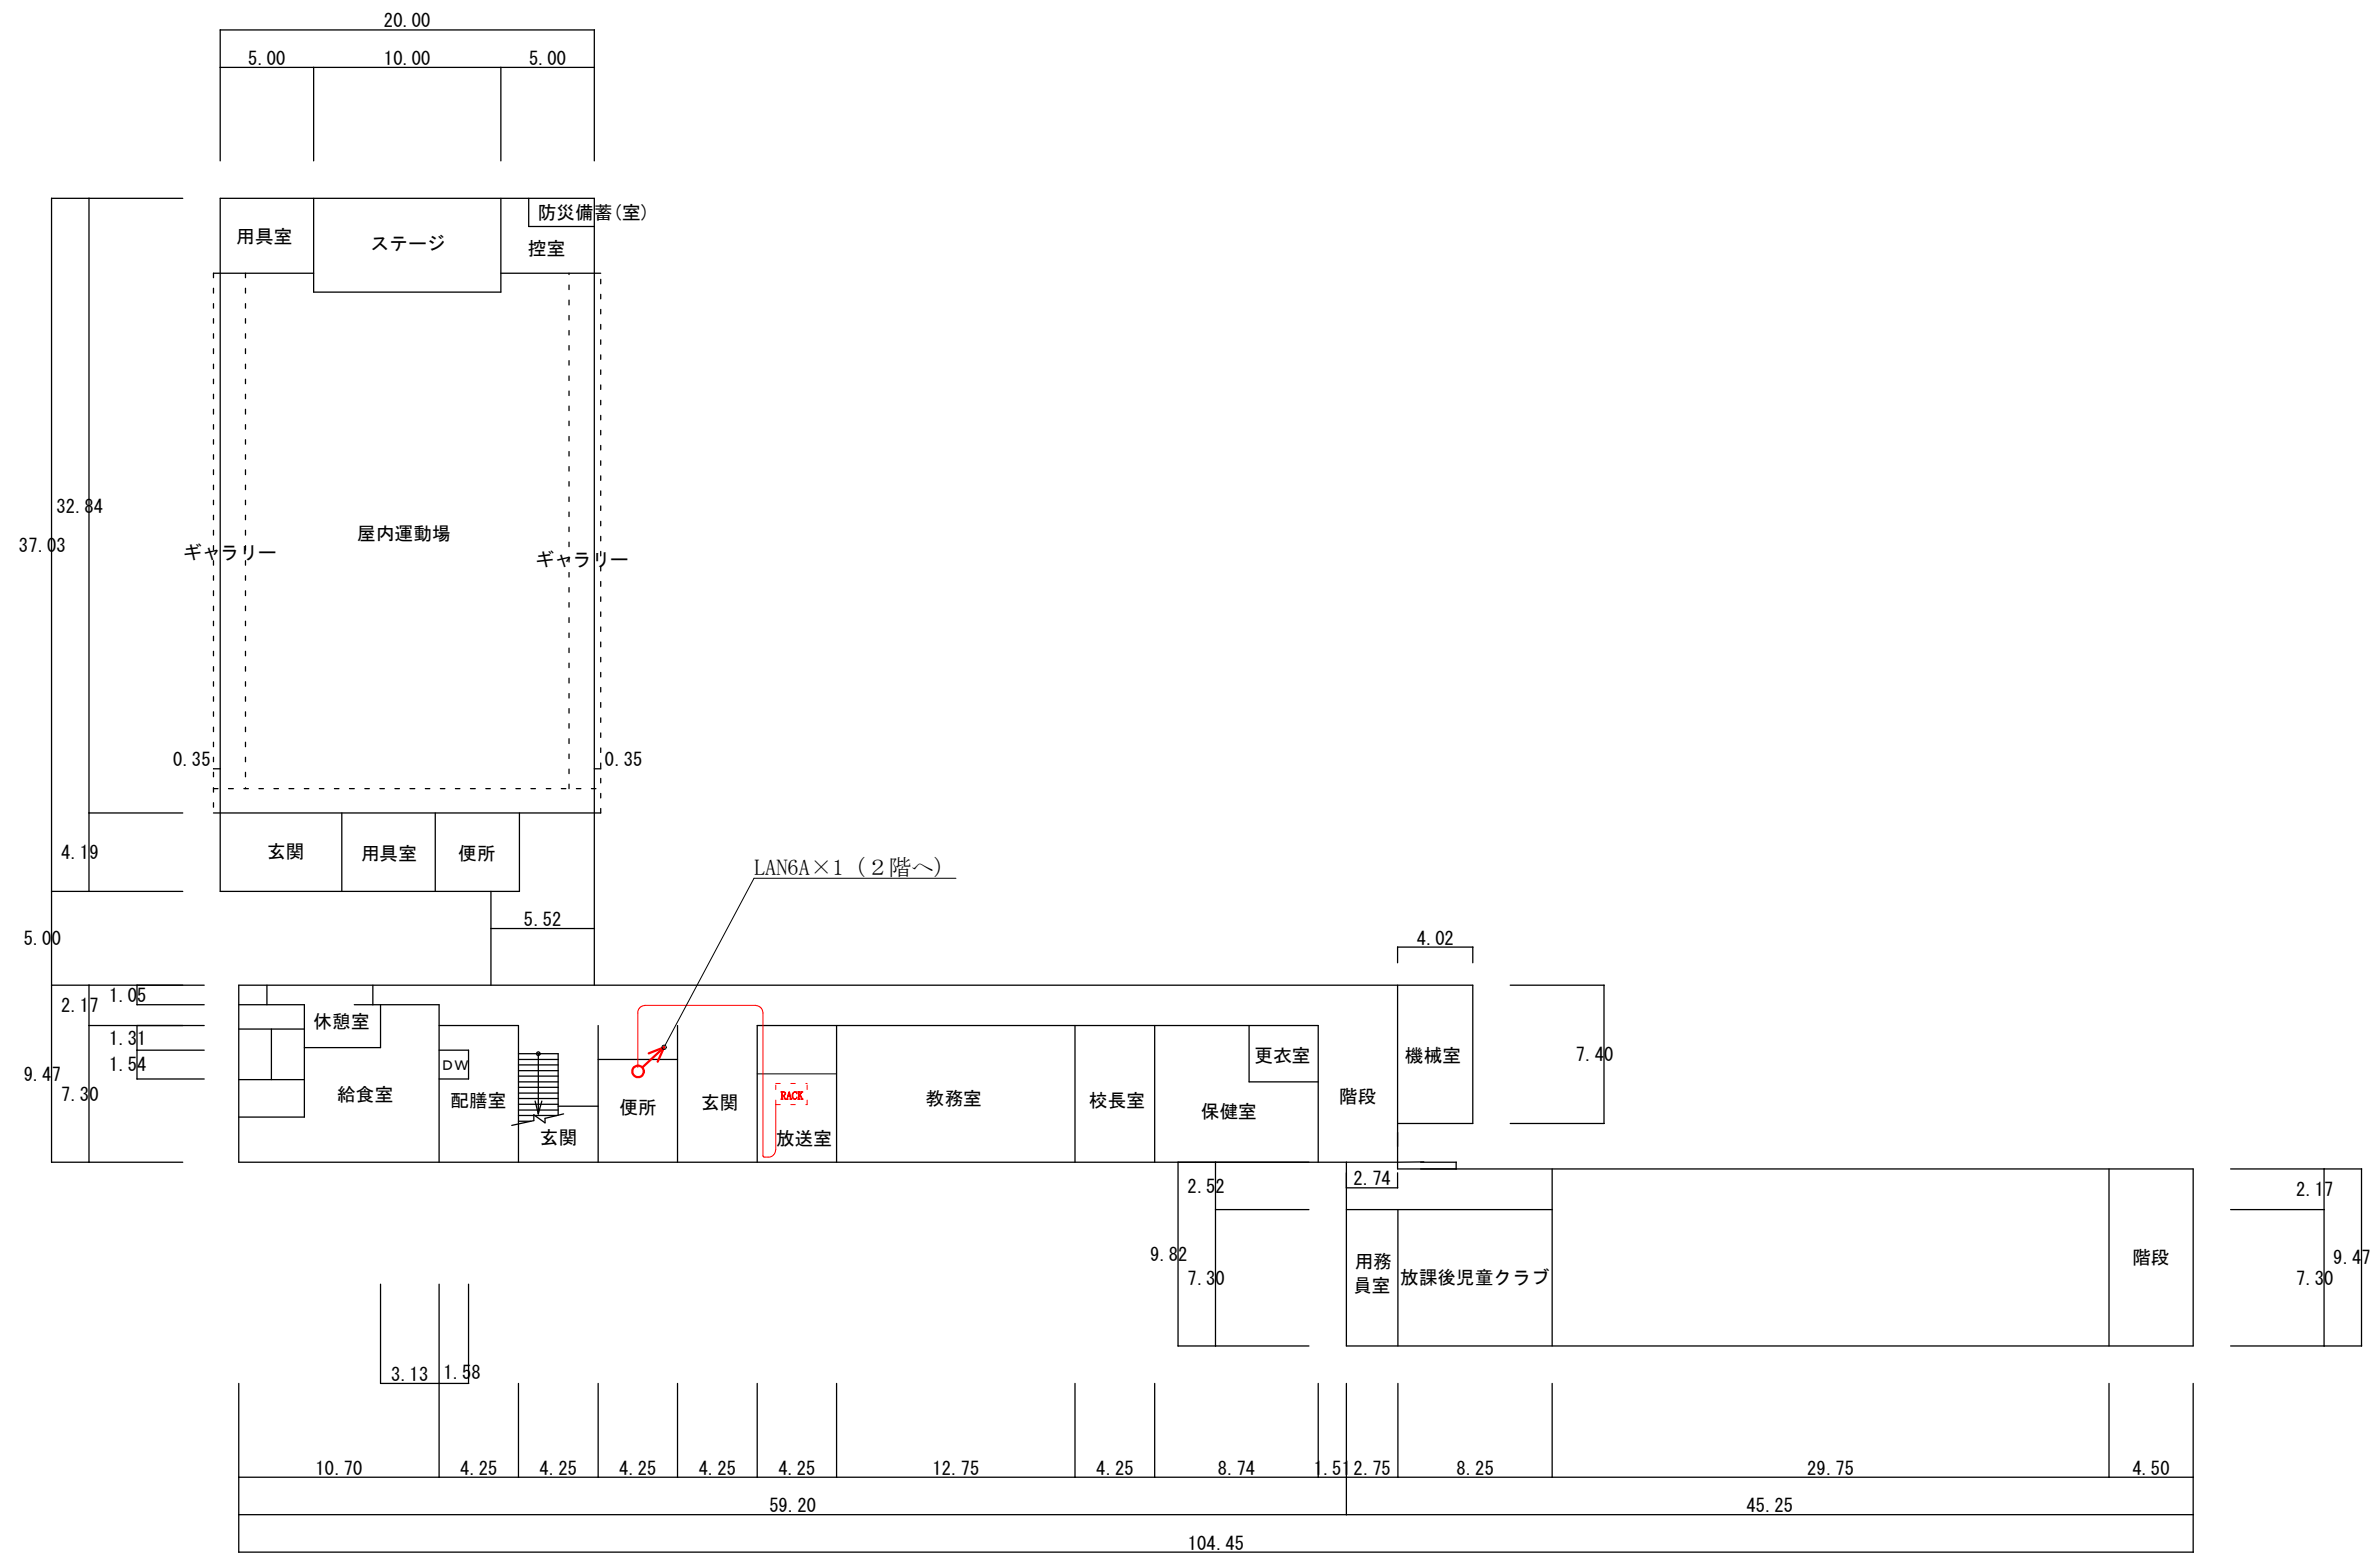 20.00
5.00
10.00
5.00
防災備蓄(室)
用具室
ステージ
控室
32.84
37.03
屋内運動場
ギャラリー
ギャラリー
0.35
0.35
4.19
玄関
用具室
便所
LAN6A×1（２階へ）
5.52
5.00
4.02
2.17
1.05
休憩室
1.31
1.54
9.47
7.30
給食室
DW
配膳室
玄関
便所
玄関
RACK
放送室
教務室
校長室
保健室
更衣室
階段
機械室
7.40
2.52
2.74
9.82
7.30
用務
員室
放課後児童クラブ
階段
2.17
9.47
7.30
3.13
1.58
10.70
4.25
4.25
4.25
4.25
4.25
12.75
4.25
8.74
1.51
2.75
8.25
29.75
4.50
59.20
45.25
104.45